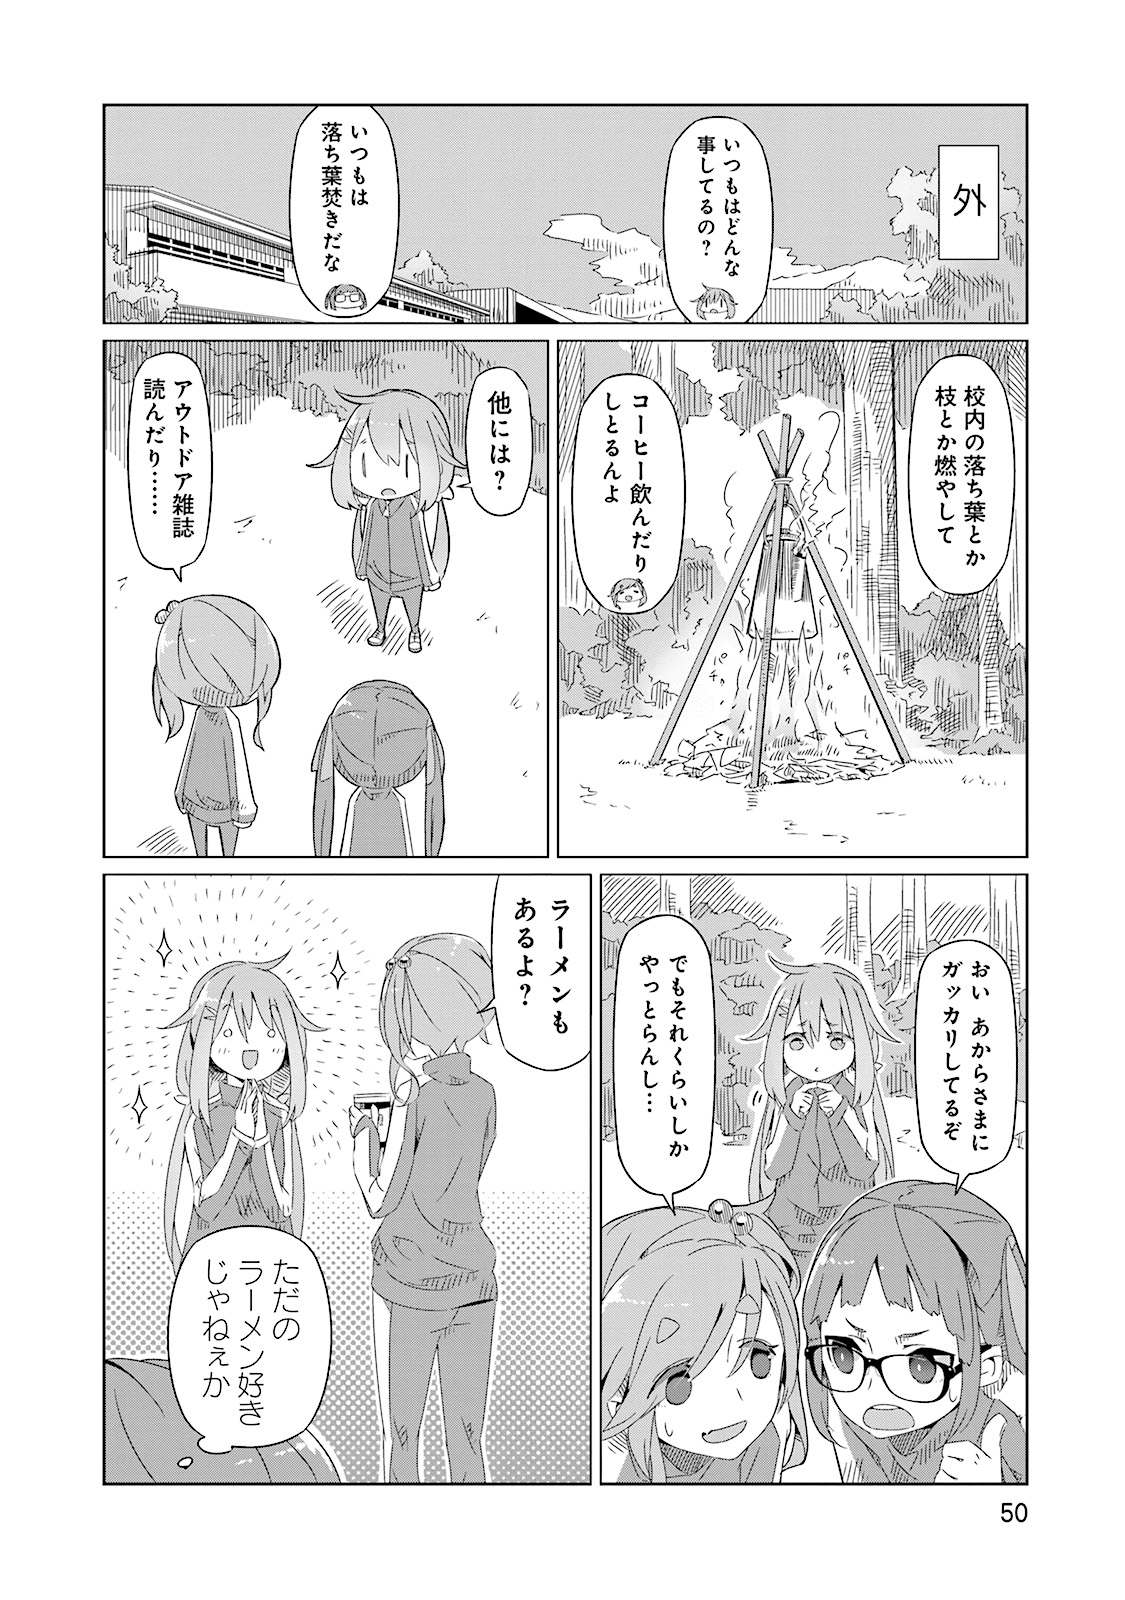 外
いつもはどんな
事してるの？
いつもは
落ち葉焚きだな
校内の落ち葉とか
枝とか燃やして
コーヒー飲んだり
しとるんよ
他には？
アウトドア雑誌
読んだり……
おい あからさまに
ガッカリしてるぞ
でもそれくらいしか
やっとらんし…
ラーメンも
あるよ？
ただの
ラーメン好き
じゃねぇか
50